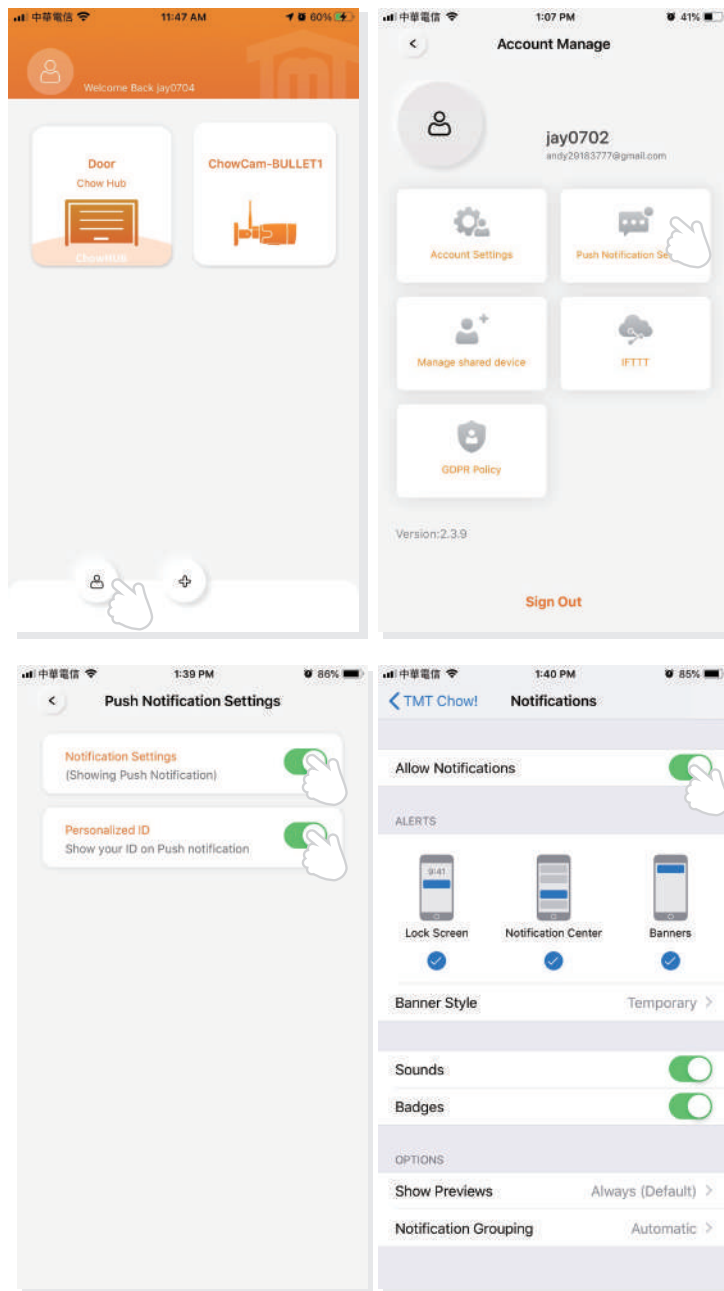 中華電信
11:47 AM
60%
Welcome Back jay0704
Door
Chow Hub
ChowHUB
ChowCam-BULLET1
中華電信
1:07 PM
41%
Account Manage
jay0702
andy29183777@gmail.com
Account Settings
Push Notification Se
Manage shared device
IFTTT
GDPR Policy
Version:2.3.9
Sign Out
中華電信
1:39 PM
86%
Push Notification Settings
Notification Settings
(Showing Push Notification)
Personalized ID
Show your ID on Push notification
中華電信
1:40 PM
85%
TMT Chow!
Notifications
Allow Notifications
ALERTS
9:41
Lock Screen
Notification Center
Banners
Banner Style
Temporary
Sounds
Badges
OPTIONS
Show Previews
Always (Default)
Notification Grouping
Automatic